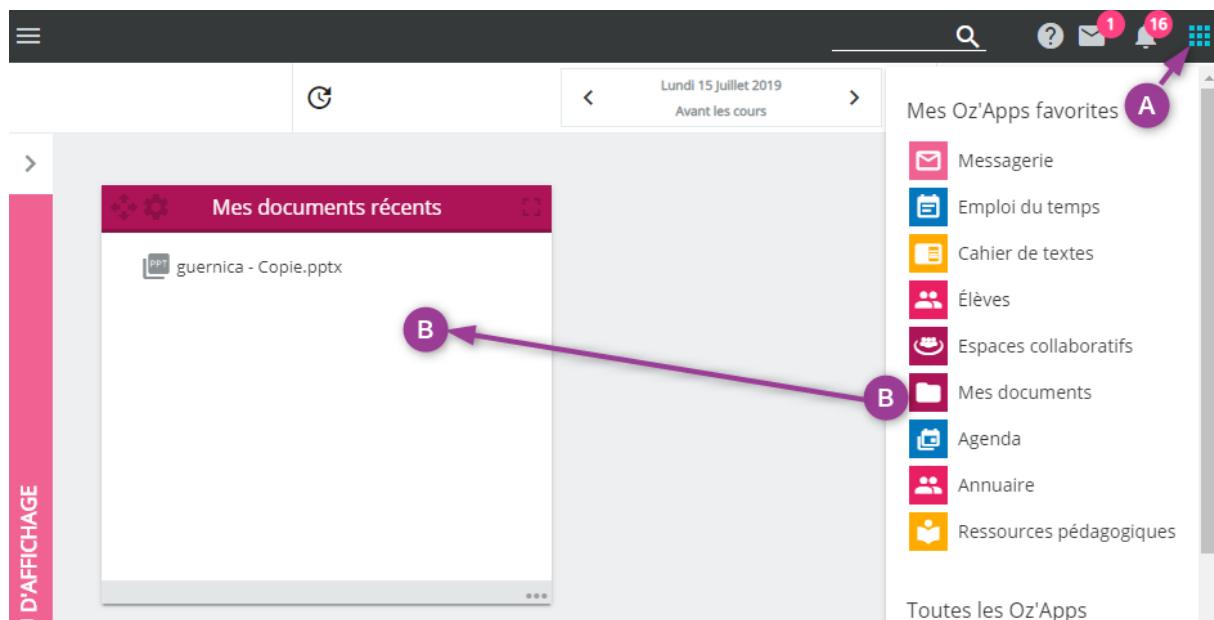 1
16
Lundi 15 Juillet 2019
Avant les cours
A
Mes Oz'Apps favorites
Messagerie
Emploi du temps
Cahier de textes
Élèves
Espaces collaboratifs
Mes documents
Agenda
Annuaire
Ressources pédagogiques
Toutes les Oz'Apps
Mes documents récents
PPT
guernica - Copie.pptx
B
B
D'AFFICHAGE